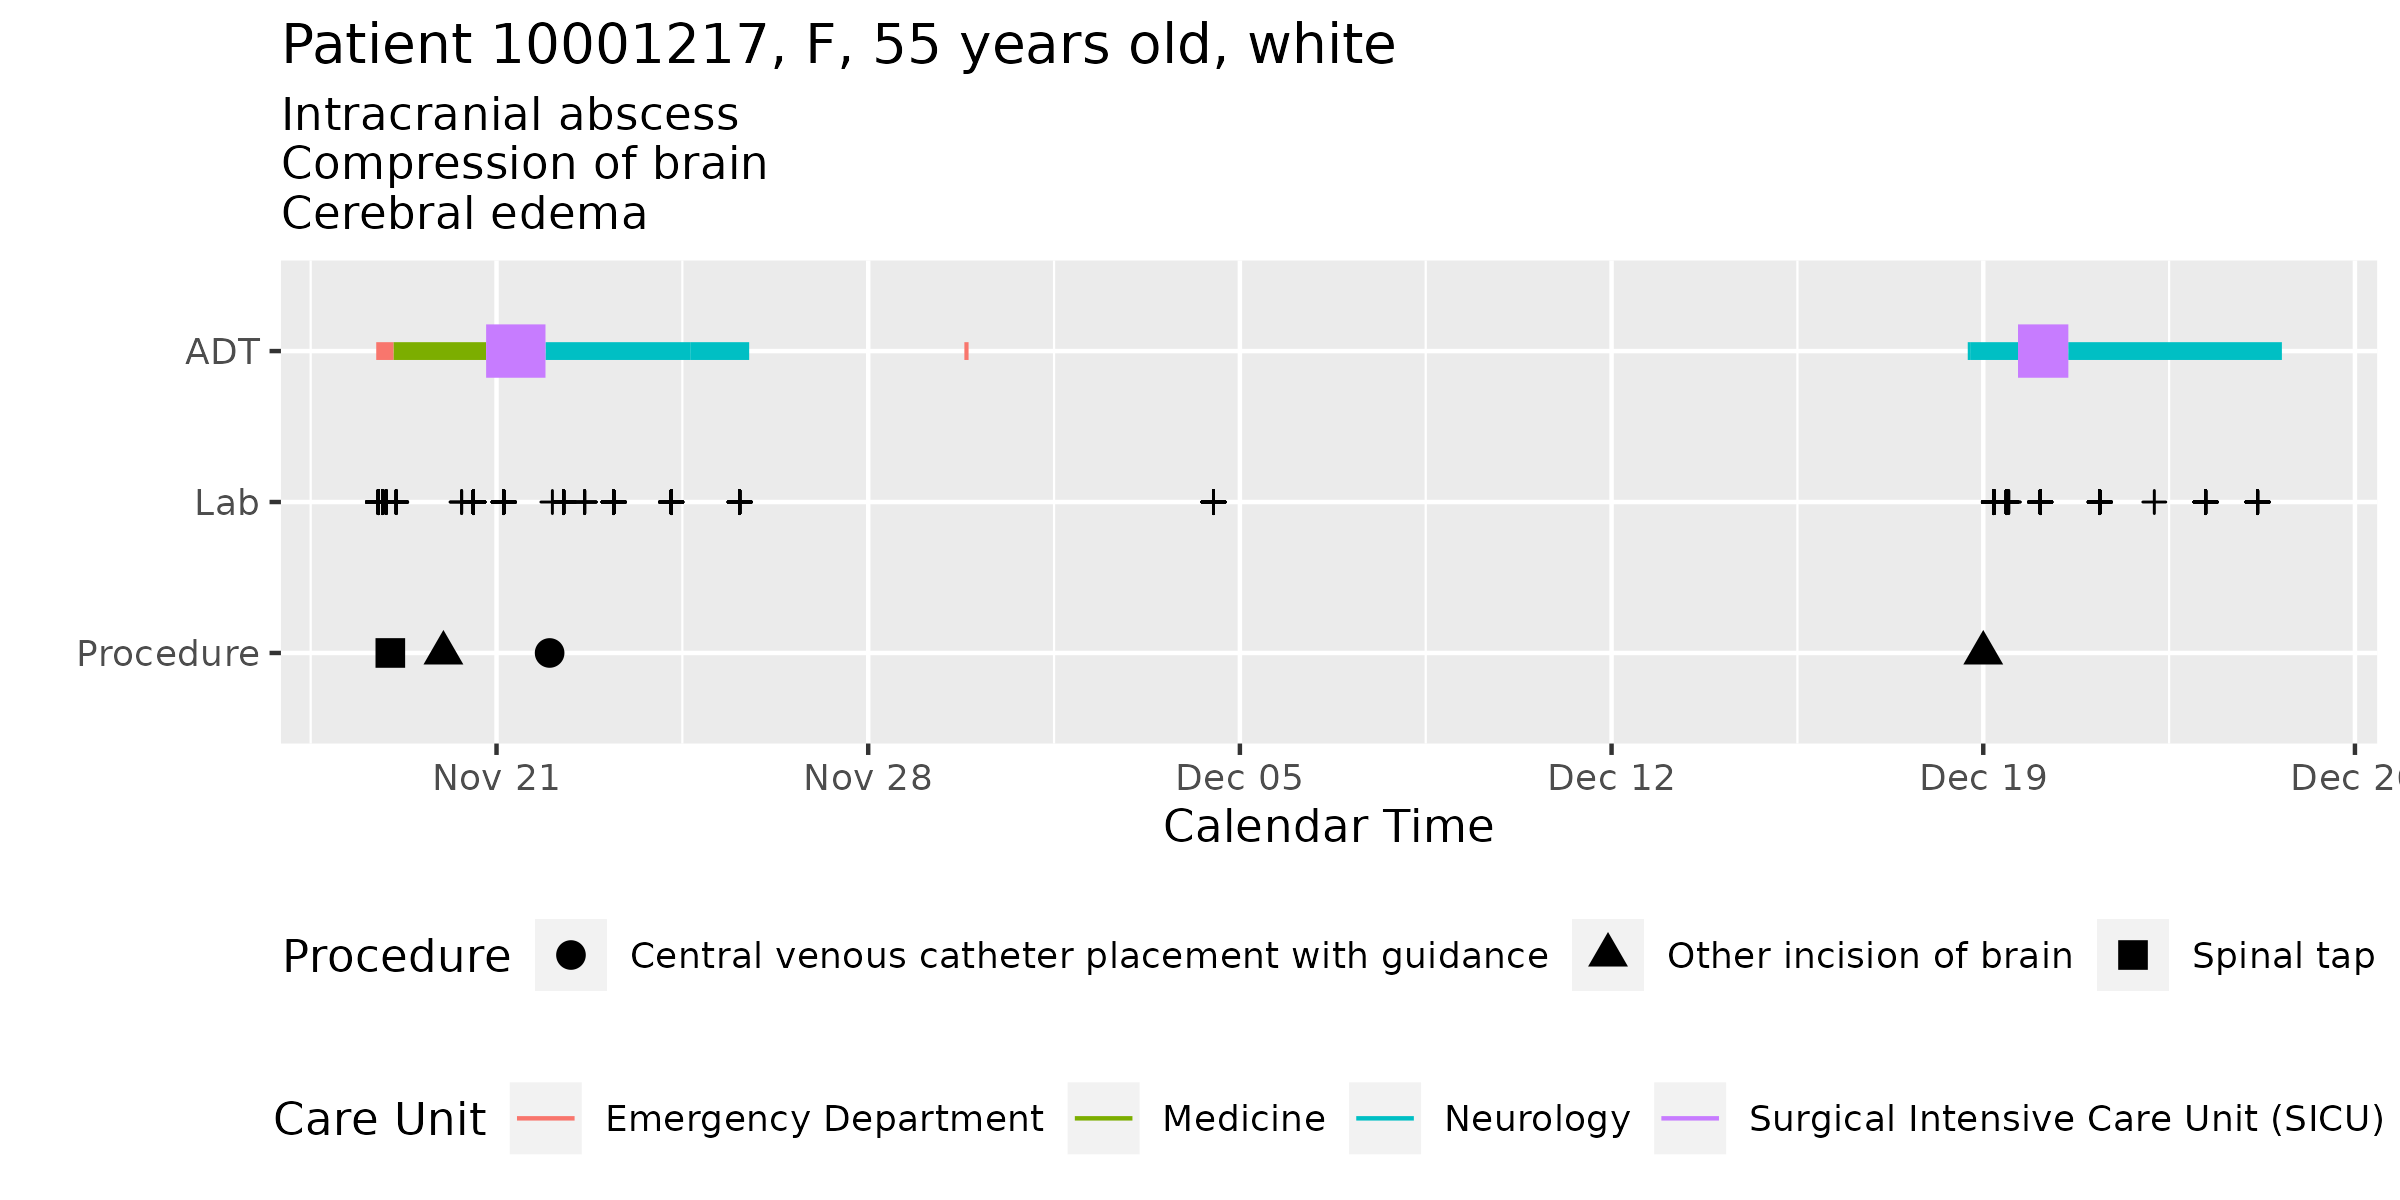 Patient 10001217, F, 55 years old, white
Intracranial abscess
Compression of brain
Cerebral edema
ADT
Lab
Procedure
Nov 21 Nov 28 Dec 05 Dec 12 Dec 19 Dec 26
Calendar Time
Procedure Central venous catheter placement with guidance Other incision of brain Spinal tap
Care Unit Emergency Department Medicine Neurology Surgical Intensive Care Unit (SICU)